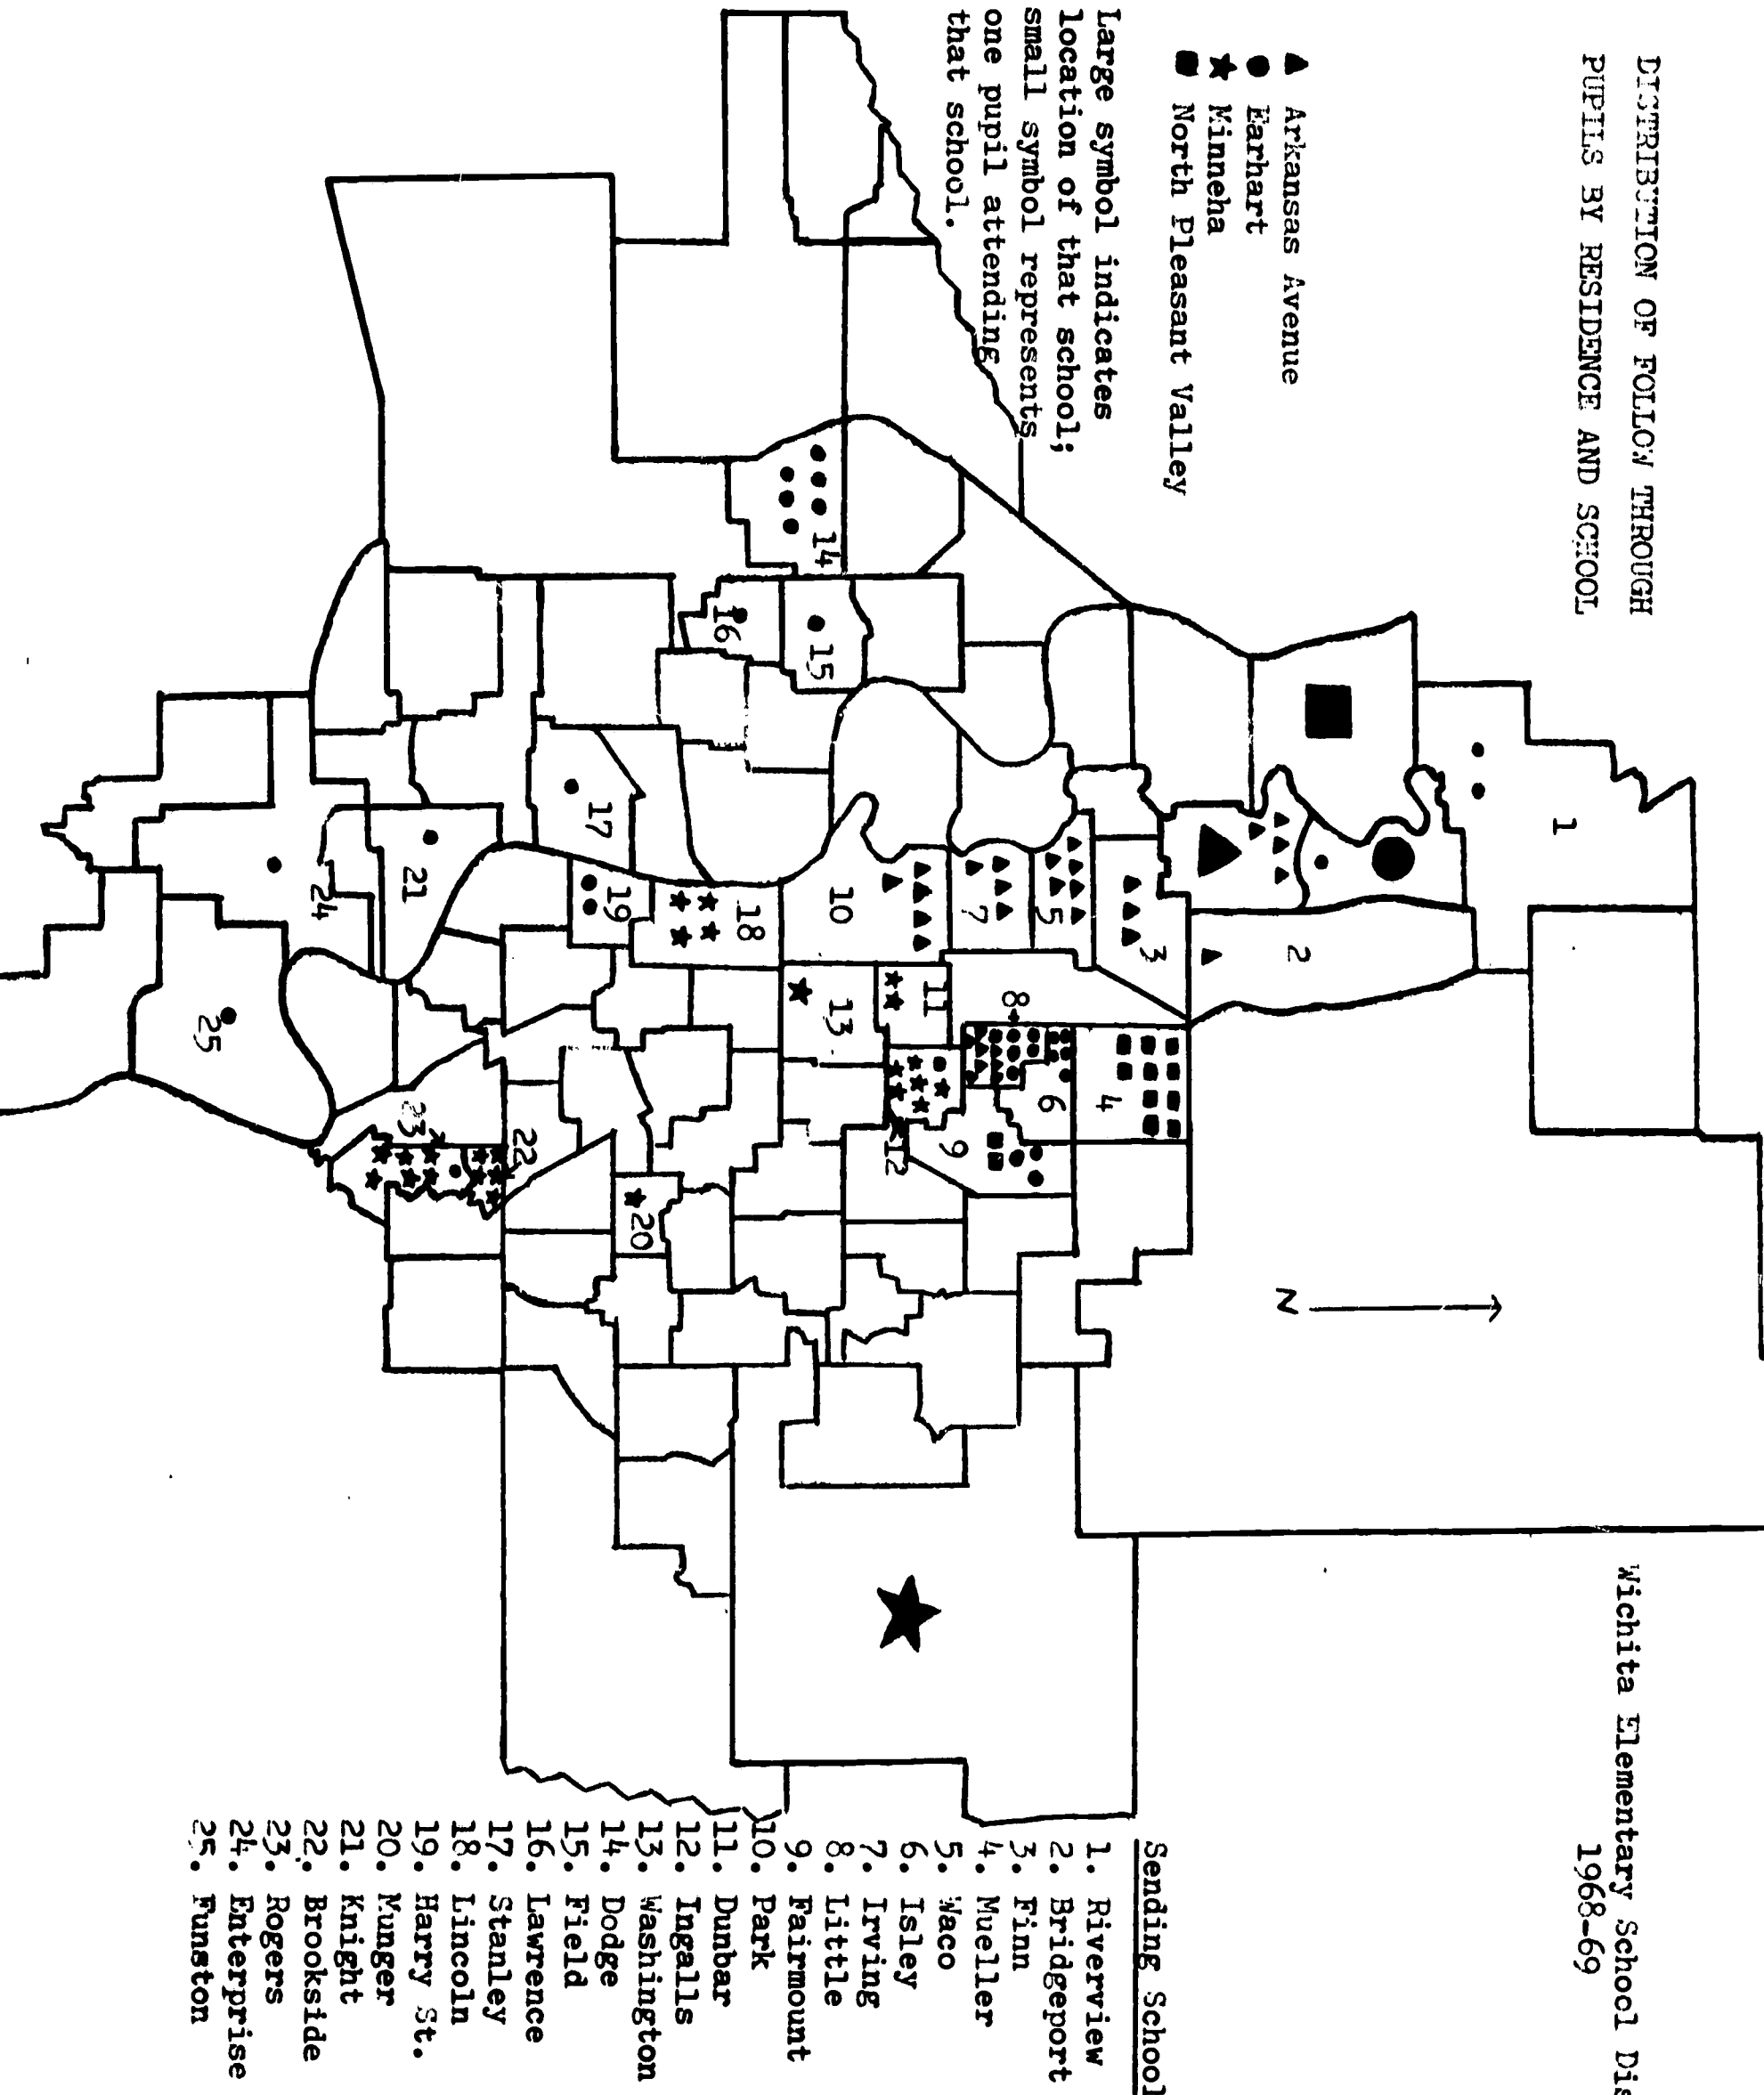 DISTRIBUTION OF FOLLOW THROUGH
PUPILS BY RESIDENCE AND SCHOOL
Wichita Elementary School Dis
1968-69
Arkansas Avenue
Earhart
Minneha
North Pleasant Valley
Large symbol indicates
location of that school;
small symbol represents
one pupil attending
that school.
N
1
2
3
4
5
6
7
8
9
10
11
12
13
14
15
16
17
18
19
20
21
22
23
24
25
Sending School
1. Riverview
2. Bridgeport
3. Finn
4. Mueller
5. Waco
6. Isley
7. Irving
8. Little
9. Fairmount
10. Park
11. Dunbar
12. Ingalls
13. Washington
14. Dodge
15. Field
16. Lawrence
17. Stanley
18. Lincoln
19. Harry St.
20. Munger
21. Knight
22. Brookside
23. Rogers
24. Enterprise
25. Funston